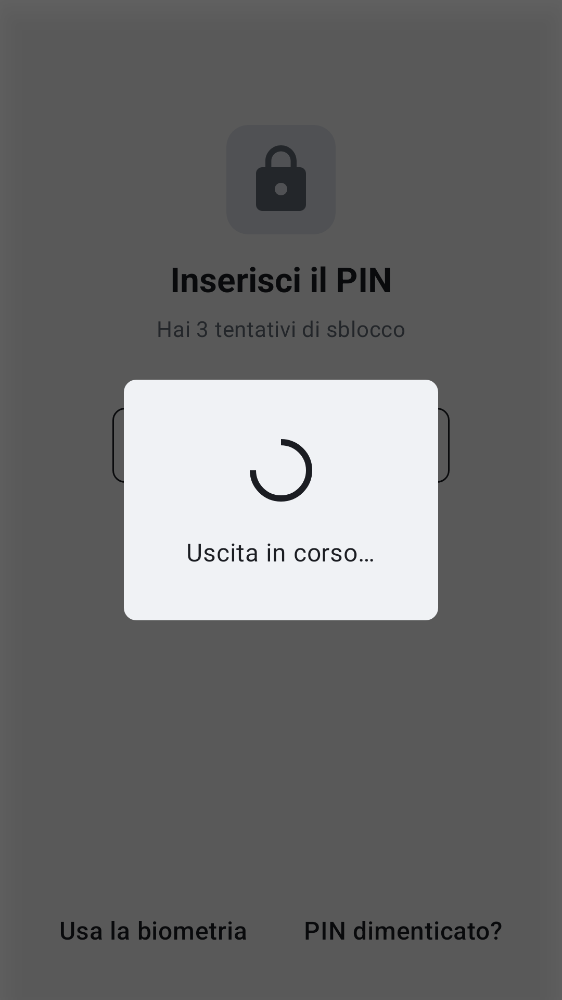 Inserisci il PIN
Hai 3 tentativi di sblocco
Uscita in corso…
Usa la biometria
PIN dimenticato?